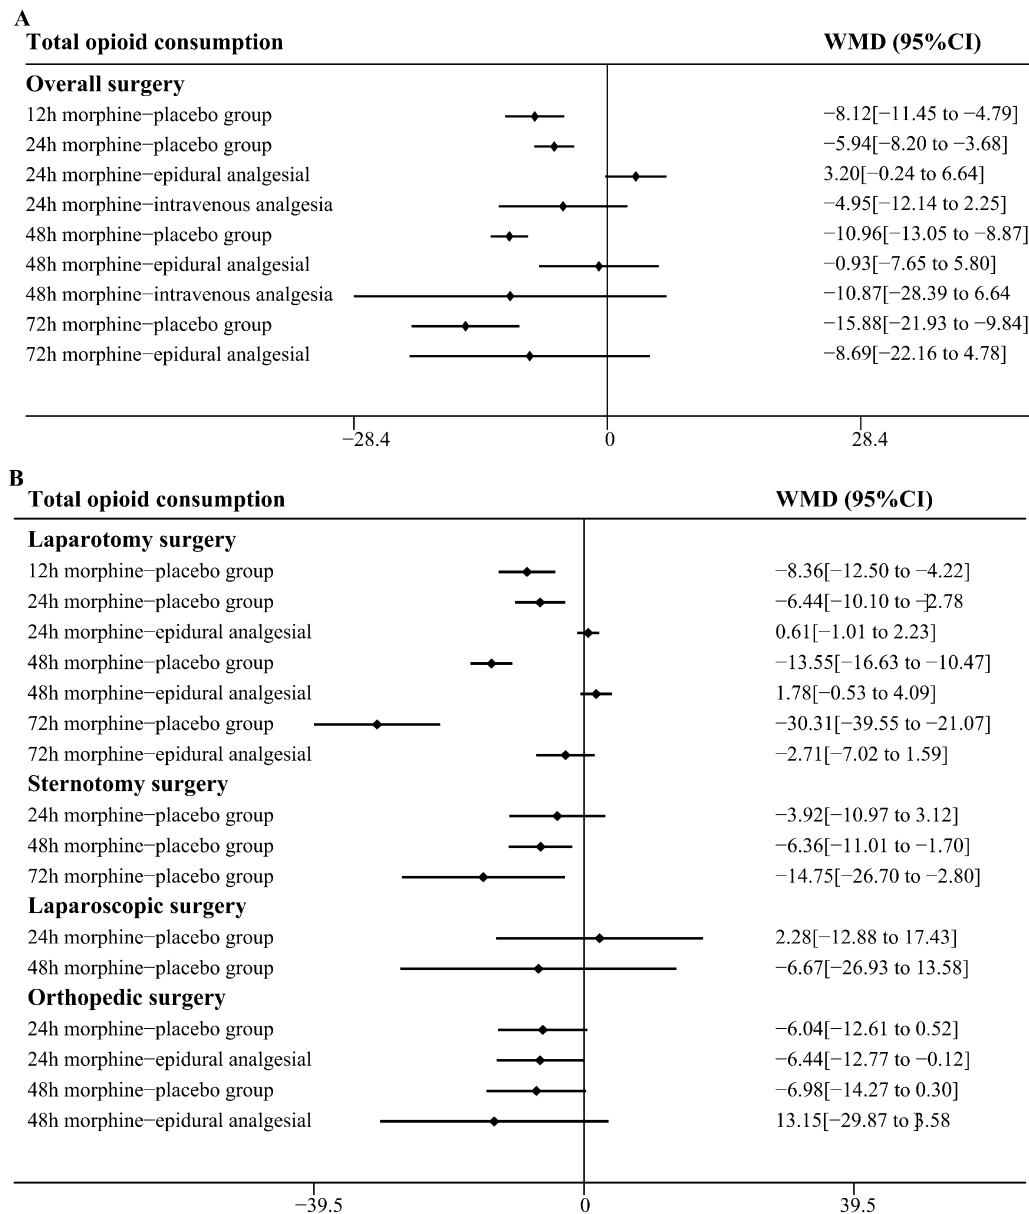 A
Total opioid consumption WMD (95%CI)
Overall surgery
12h morphine−placebo group −8.12[−11.45 to −4.79]
24h morphine−placebo group −5.94[−8.20 to −3.68]
24h morphine−epidural analgesial 3.20[−0.24 to 6.64]
24h morphine−intravenous analgesia −4.95[−12.14 to 2.25]
48h morphine−placebo group −10.96[−13.05 to −8.87]
48h morphine−epidural analgesial −0.93[−7.65 to 5.80]
48h morphine−intravenous analgesia −10.87[−28.39 to 6.64
72h morphine−placebo group −15.88[−21.93 to −9.84]
72h morphine−epidural analgesial −8.69[−22.16 to 4.78]
−28.4 0 28.4
B
Total opioid consumption WMD (95%CI)
Laparotomy surgery
12h morphine−placebo group −8.36[−12.50 to −4.22]
24h morphine−placebo group −6.44[−10.10 to −]2.78
24h morphine−epidural analgesial 0.61[−1.01 to 2.23]
48h morphine−placebo group −13.55[−16.63 to −10.47]
48h morphine−epidural analgesial 1.78[−0.53 to 4.09]
72h morphine−placebo group −30.31[−39.55 to −21.07]
72h morphine−epidural analgesial −2.71[−7.02 to 1.59]
Sternotomy surgery
24h morphine−placebo group −3.92[−10.97 to 3.12]
48h morphine−placebo group −6.36[−11.01 to −1.70]
72h morphine−placebo group −14.75[−26.70 to −2.80]
Laparoscopic surgery
24h morphine−placebo group 2.28[−12.88 to 17.43]
48h morphine−placebo group −6.67[−26.93 to 13.58]
Orthopedic surgery
24h morphine−placebo group −6.04[−12.61 to 0.52]
24h morphine−epidural analgesial −6.44[−12.77 to −0.12]
48h morphine−placebo group −6.98[−14.27 to 0.30]
48h morphine−epidural analgesial 13.15[−29.87 to ]3.58
−39.5 0 39.5